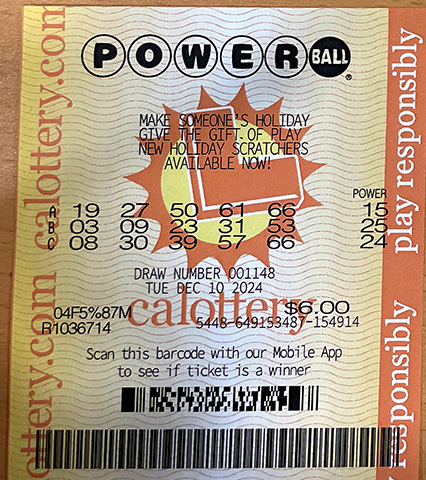 POWERBALL®
MAKE SOMEONE'S HOLIDAY
GIVE THE GIFT OF PLAY
NEW HOLIDAY SCRATCHERS
AVAILABLE NOW!
POWER
A 19 27 50 61 66 15
B 03 09 23 31 53 25
C 08 30 39 57 66 24
DRAW NUMBER 001148
TUE DEC 10 2024
calottery
04F5%87M $6.00
R1036714 5448-649153487-154914
Scan this barcode with our Mobile App
to see if ticket is a winner
ottery.com calottery.com
play responsibly
responsibly